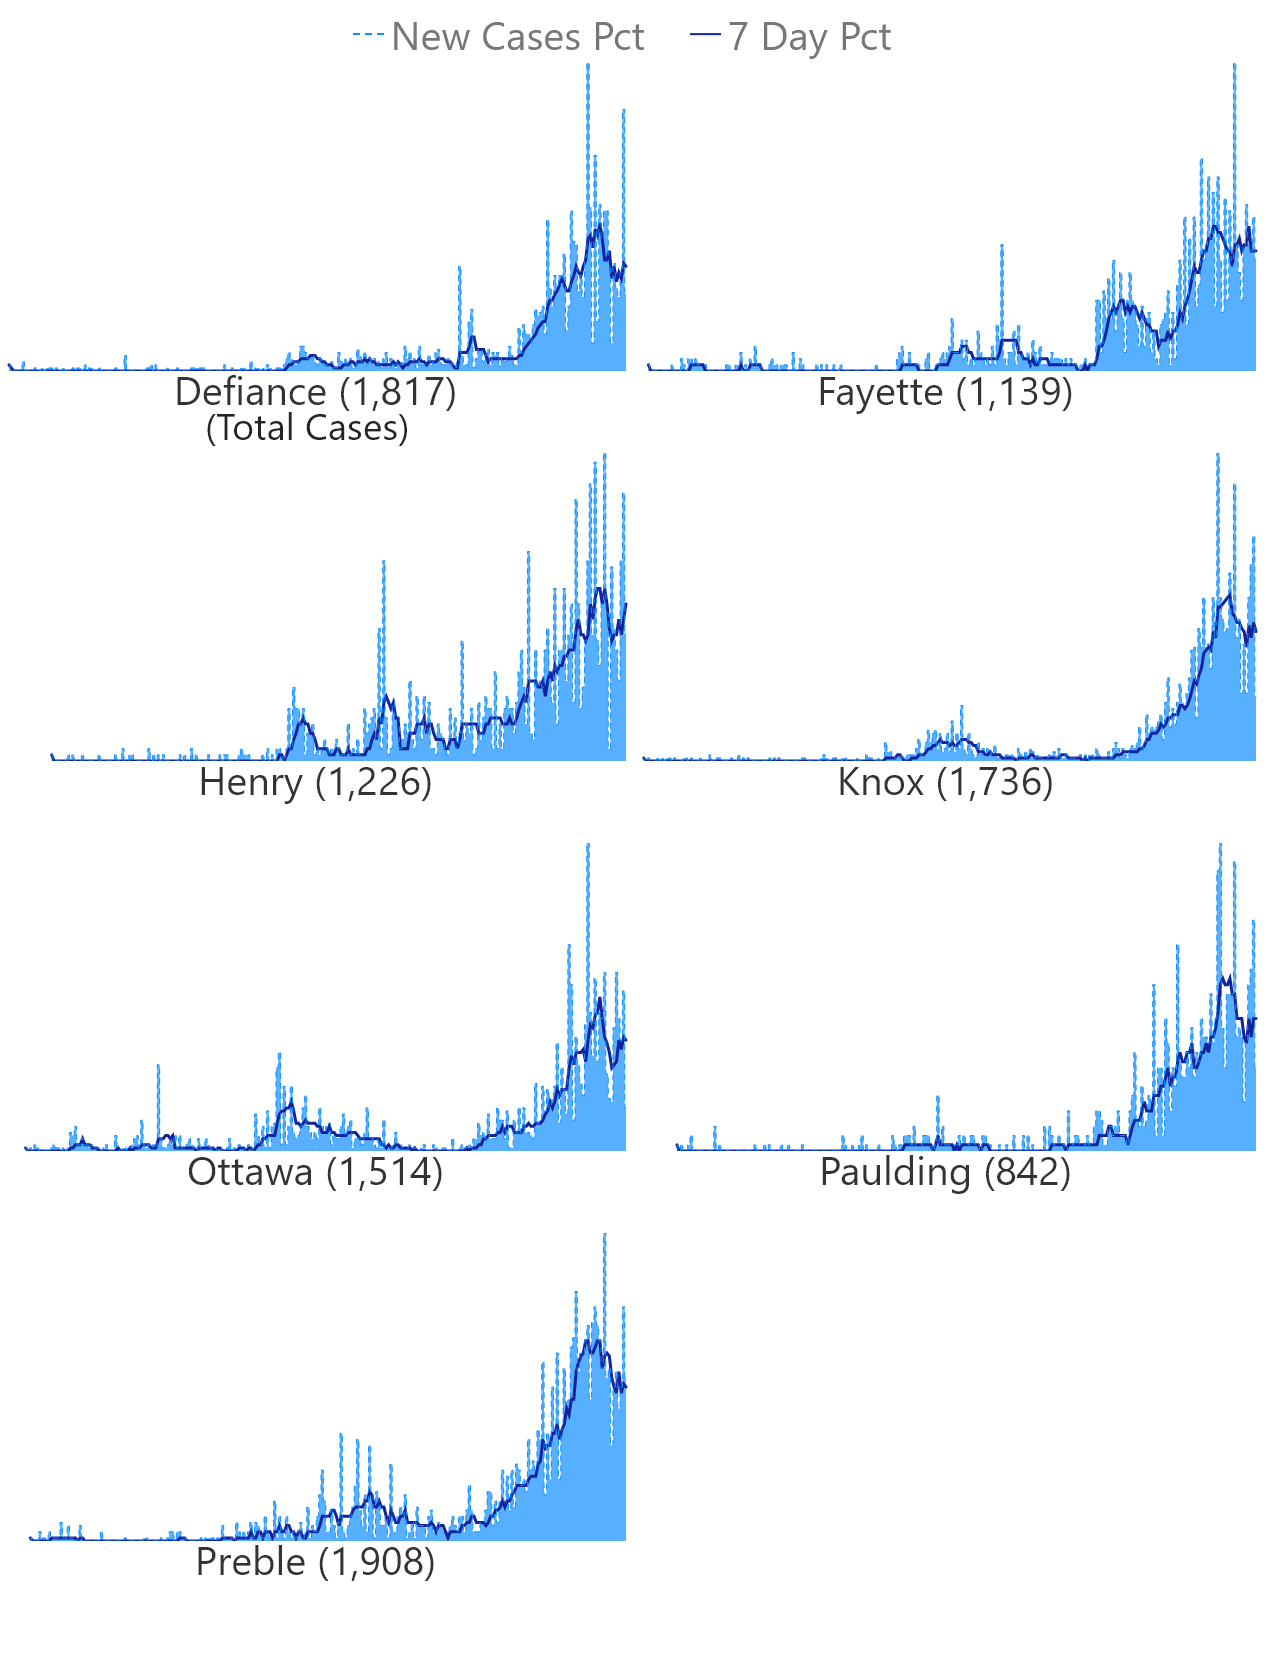 New Cases Pct 7 Day Pct
Defiance (1,817) Fayette (1,139)
(Total Cases)
Henry (1,226) Knox (1,736)
Ottawa (1,514) Paulding (842)
Preble (1,908)